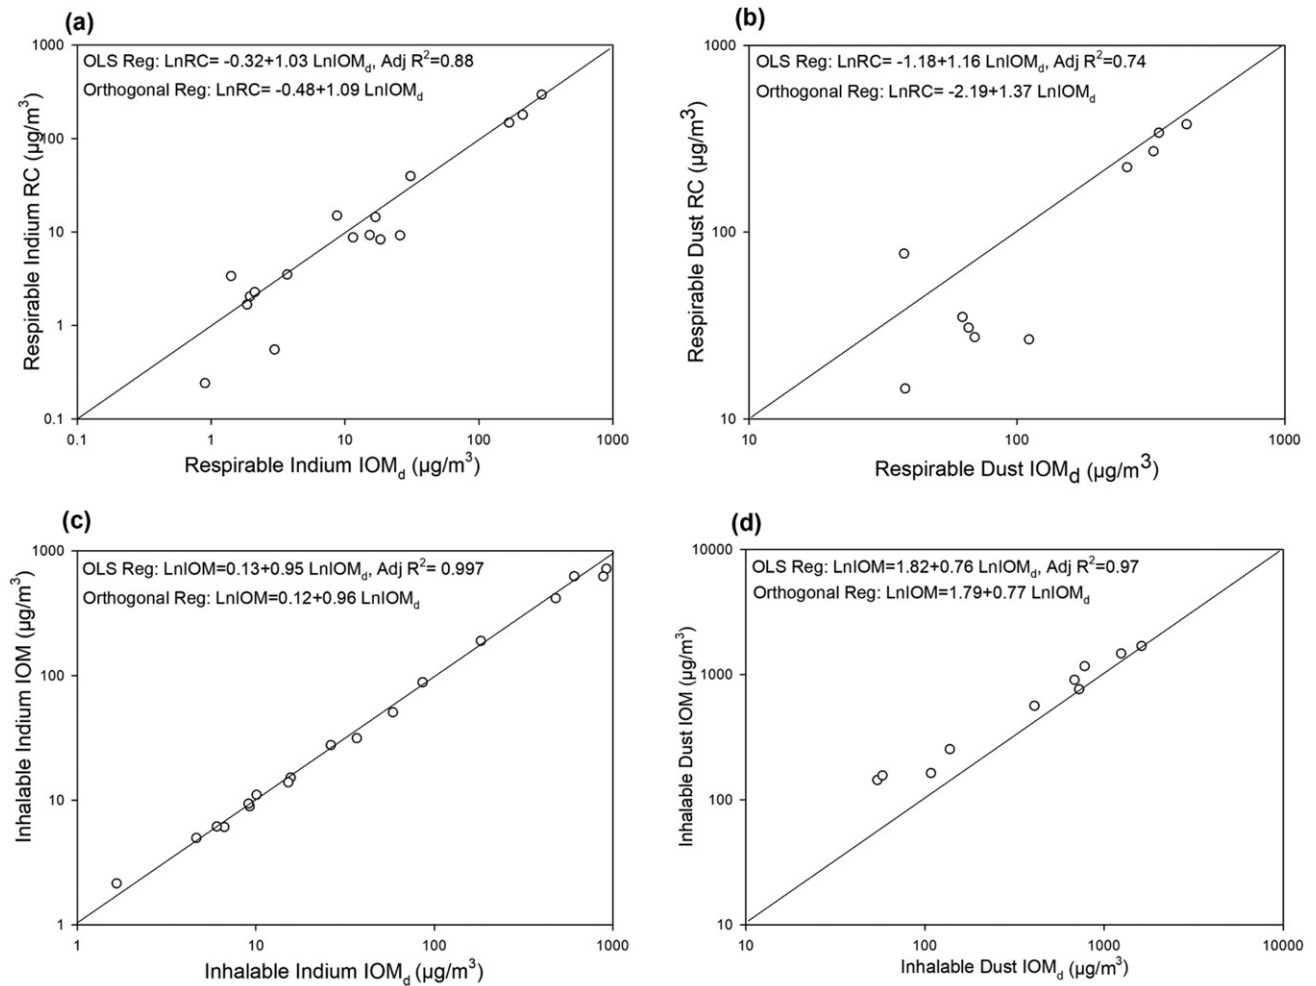 (a)
1000
OLS Reg: LnRC= -0.32+1.03 LnIOMd, Adj R²=0.88
Orthogonal Reg: LnRC= -0.48+1.09 LnIOMd
100
10
1
0.1
Respirable Indium RC (µg/m³)
0.1 1 10 100 1000
Respirable Indium IOMd (µg/m³)
(b)
1000
OLS Reg: LnRC= -1.18+1.16 LnIOMd, Adj R²=0.74
Orthogonal Reg: LnRC= -2.19+1.37 LnIOMd
100
10
Respirable Dust RC (µg/m³)
10 100 1000
Respirable Dust IOMd (µg/m³)
(c)
1000
OLS Reg: LnIOM=0.13+0.95 LnIOMd, Adj R²= 0.997
Orthogonal Reg: LnIOM=0.12+0.96 LnIOMd
100
10
1
Inhalable Indium IOM (µg/m³)
1 10 100 1000
Inhalable Indium IOMd (µg/m³)
(d)
10000
OLS Reg: LnIOM=1.82+0.76 LnIOMd, Adj R²=0.97
Orthogonal Reg: LnIOM=1.79+0.77 LnIOMd
1000
100
10
Inhalable Dust IOM (µg/m³)
10 100 1000 10000
Inhalable Dust IOMd (µg/m³)